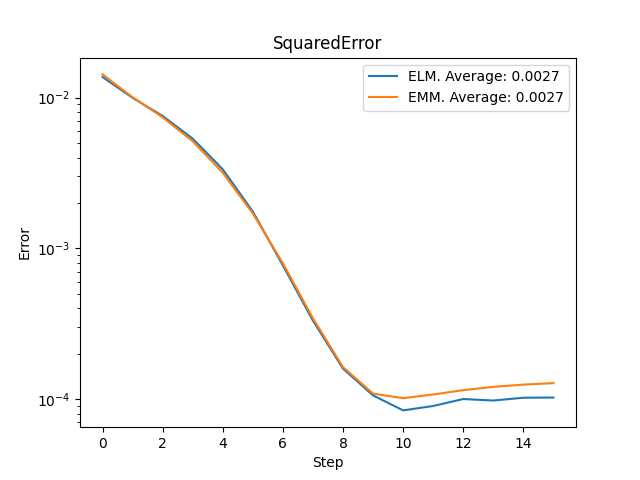 SquaredError
ELM. Average: 0.0027
EMM. Average: 0.0027
Error
10⁻²
10⁻³
10⁻⁴
0 2 4 6 8 10 12 14
Step